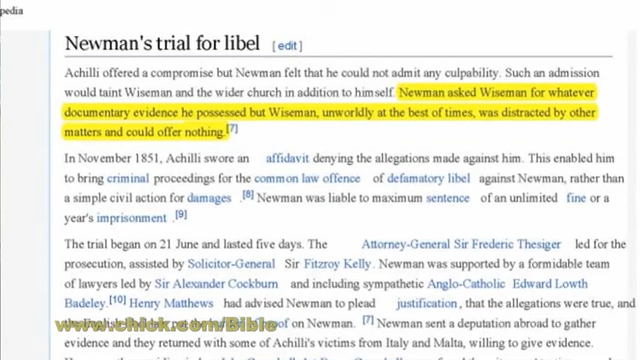 pedia
Newman's trial for libel [ edit ]
Achilli offered a compromise but Newman felt that he could not admit any culpability. Such an admission
would taint Wiseman and the wider church in addition to himself. Newman asked Wiseman for whatever
documentary evidence he possessed but Wiseman, unworldly at the best of times, was distracted by other
matters and could offer nothing.[7]
In November 1851, Achilli swore an affidavit denying the allegations made against him. This enabled him
to bring criminal proceedings for the common law offence of defamatory libel against Newman, rather than
a simple civil action for damages .[8] Newman was liable to maximum sentence of an unlimited fine or a
year's imprisonment .[9]
The trial began on 21 June and lasted five days. The Attorney-General Sir Frederic Thesiger led for the
prosecution, assisted by Solicitor-General Sir Fitzroy Kelly. Newman was supported by a formidable team
of lawyers led by Sir Alexander Cockburn and including sympathetic Anglo-Catholic Edward Lowth
Badeley.[10] Henry Matthews had advised Newman to plead justification , that the allegations were true, and
www.chick.com/Bible of on Newman. [7] Newman sent a deputation abroad to gather
evidence and they returned with some of Achilli's victims from Italy and Malta, willing to give evidence.